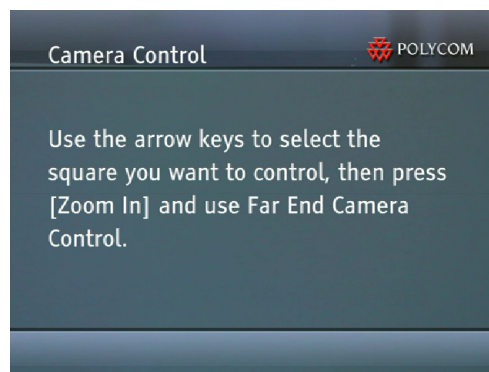 Camera Control
POLYCOM
Use the arrow keys to select the
square you want to control, then press
[Zoom In] and use Far End Camera
Control.